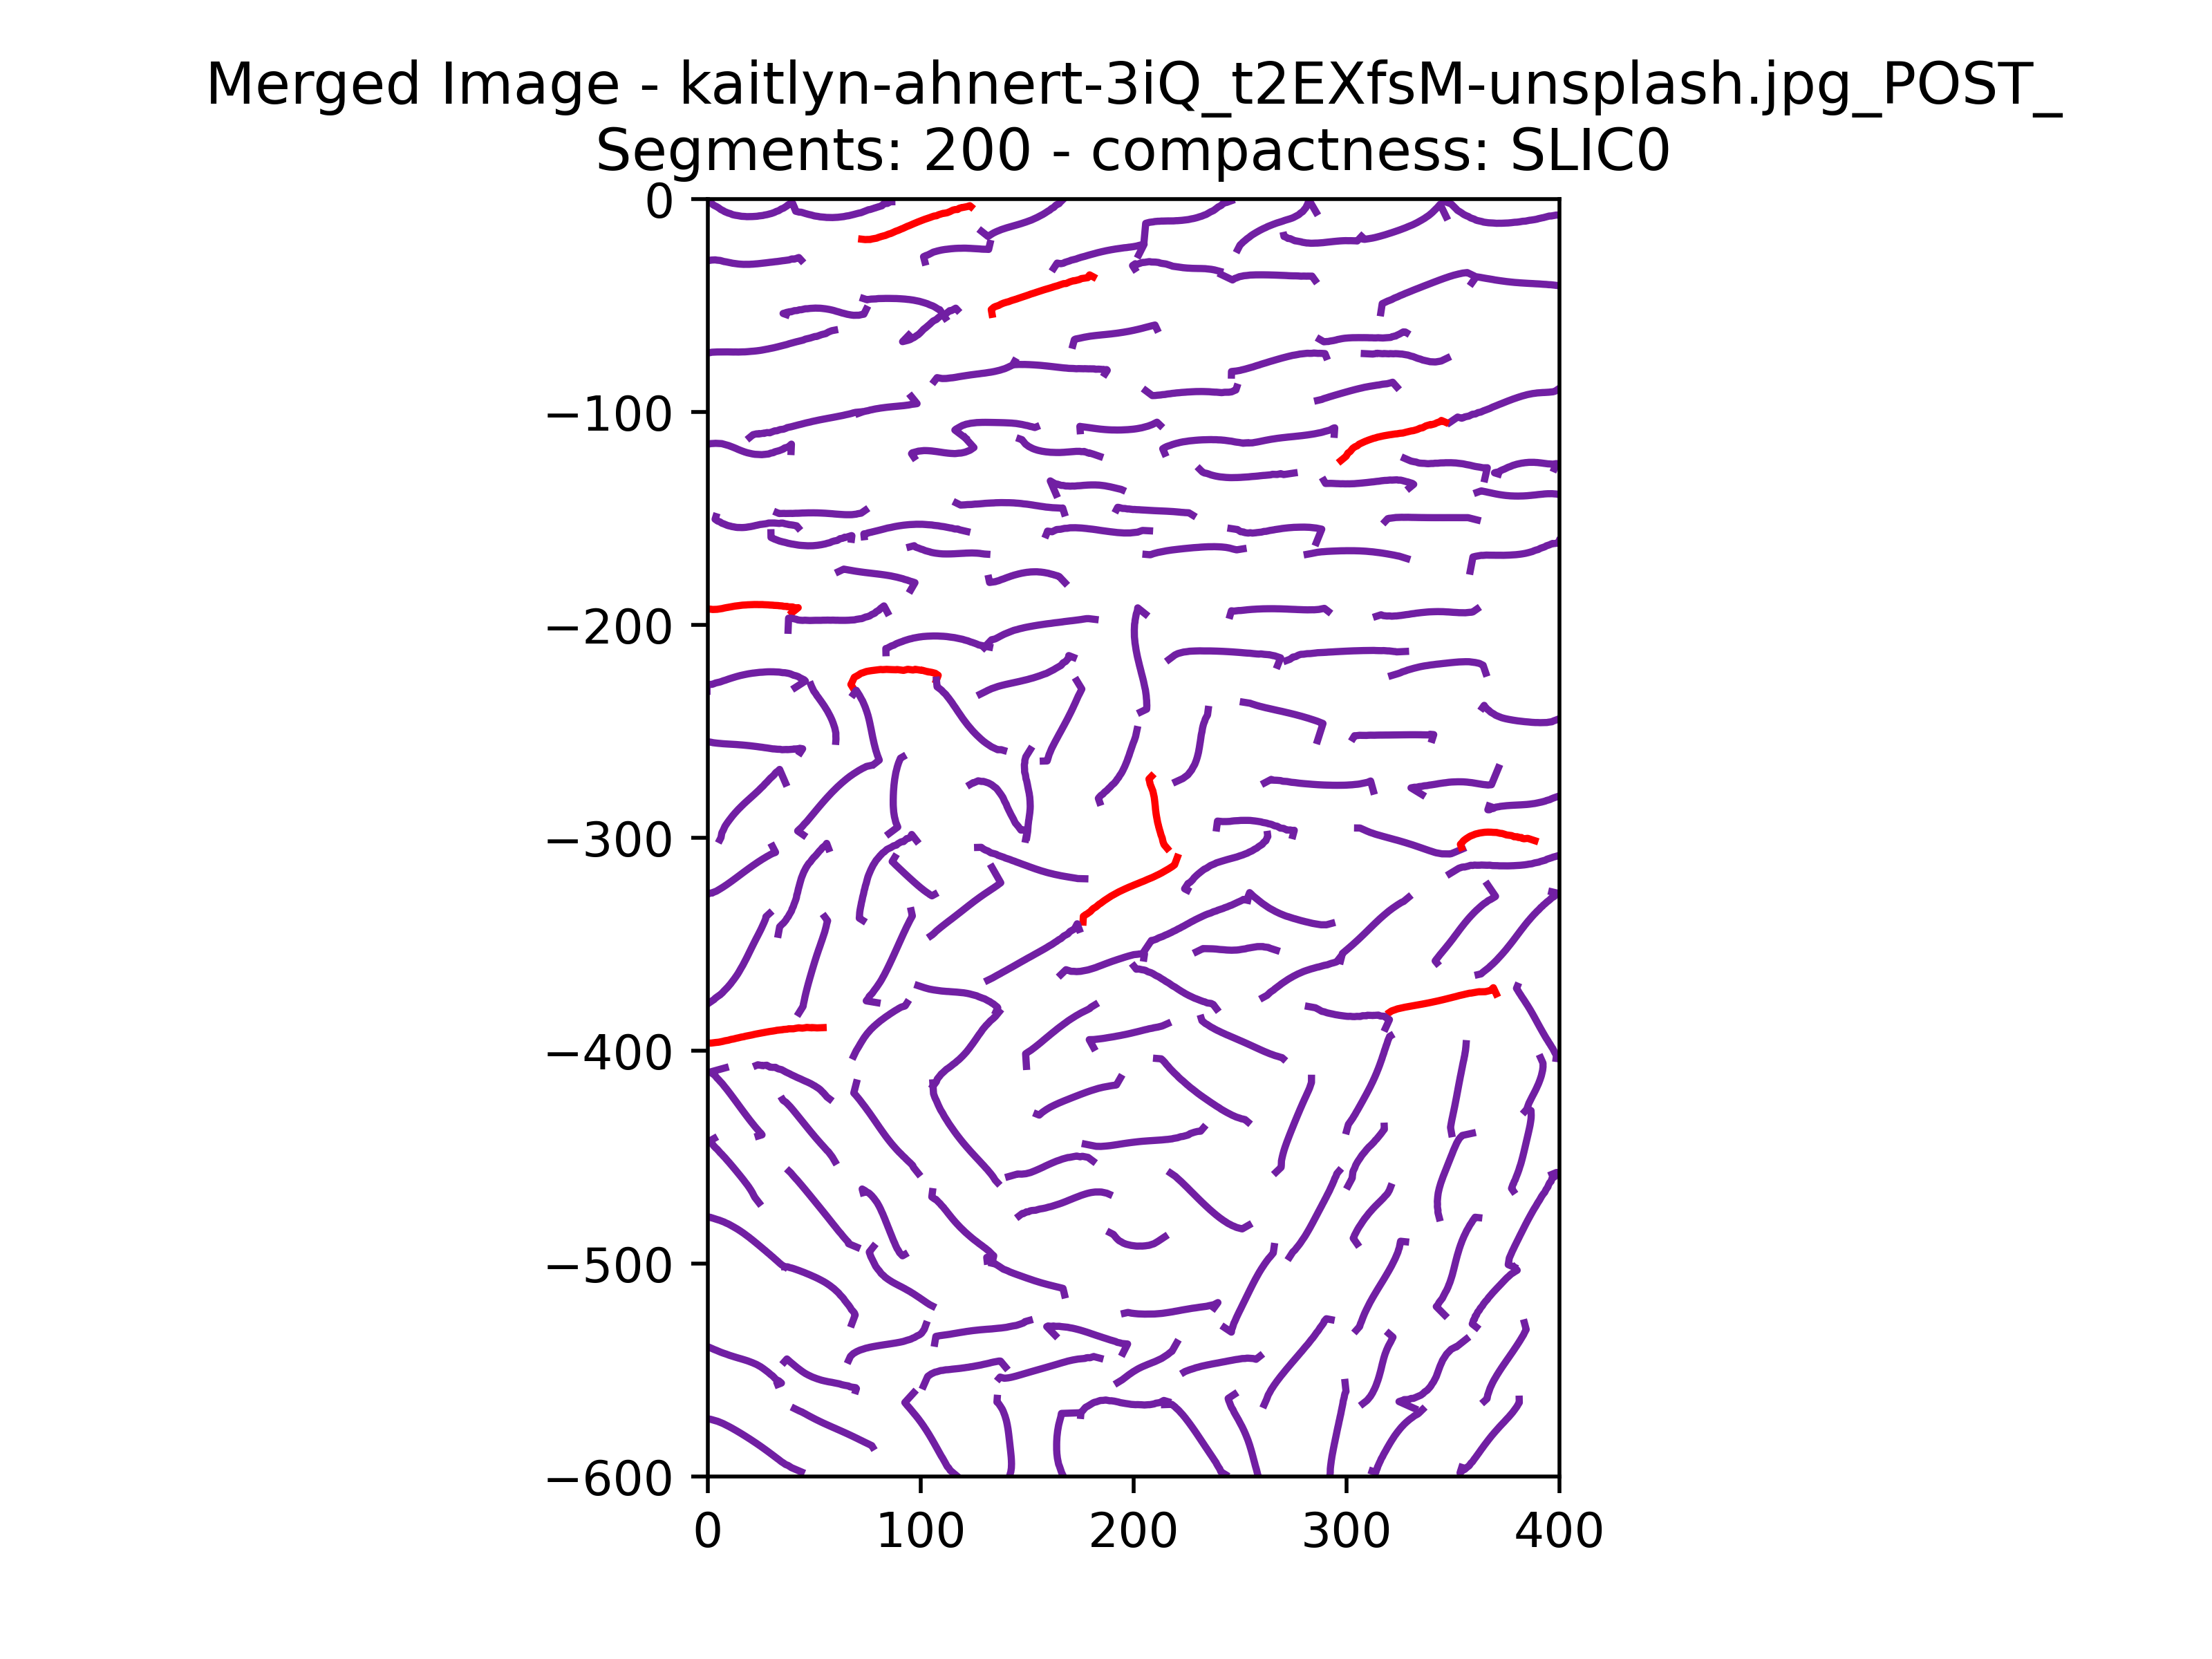 Merged Image - kaitlyn-ahnert-3iQ_t2EXfsM-unsplash.jpg_POST_
Segments: 200 - compactness: SLIC0
0
−100
−200
−300
−400
−500
−600
0 100 200 300 400